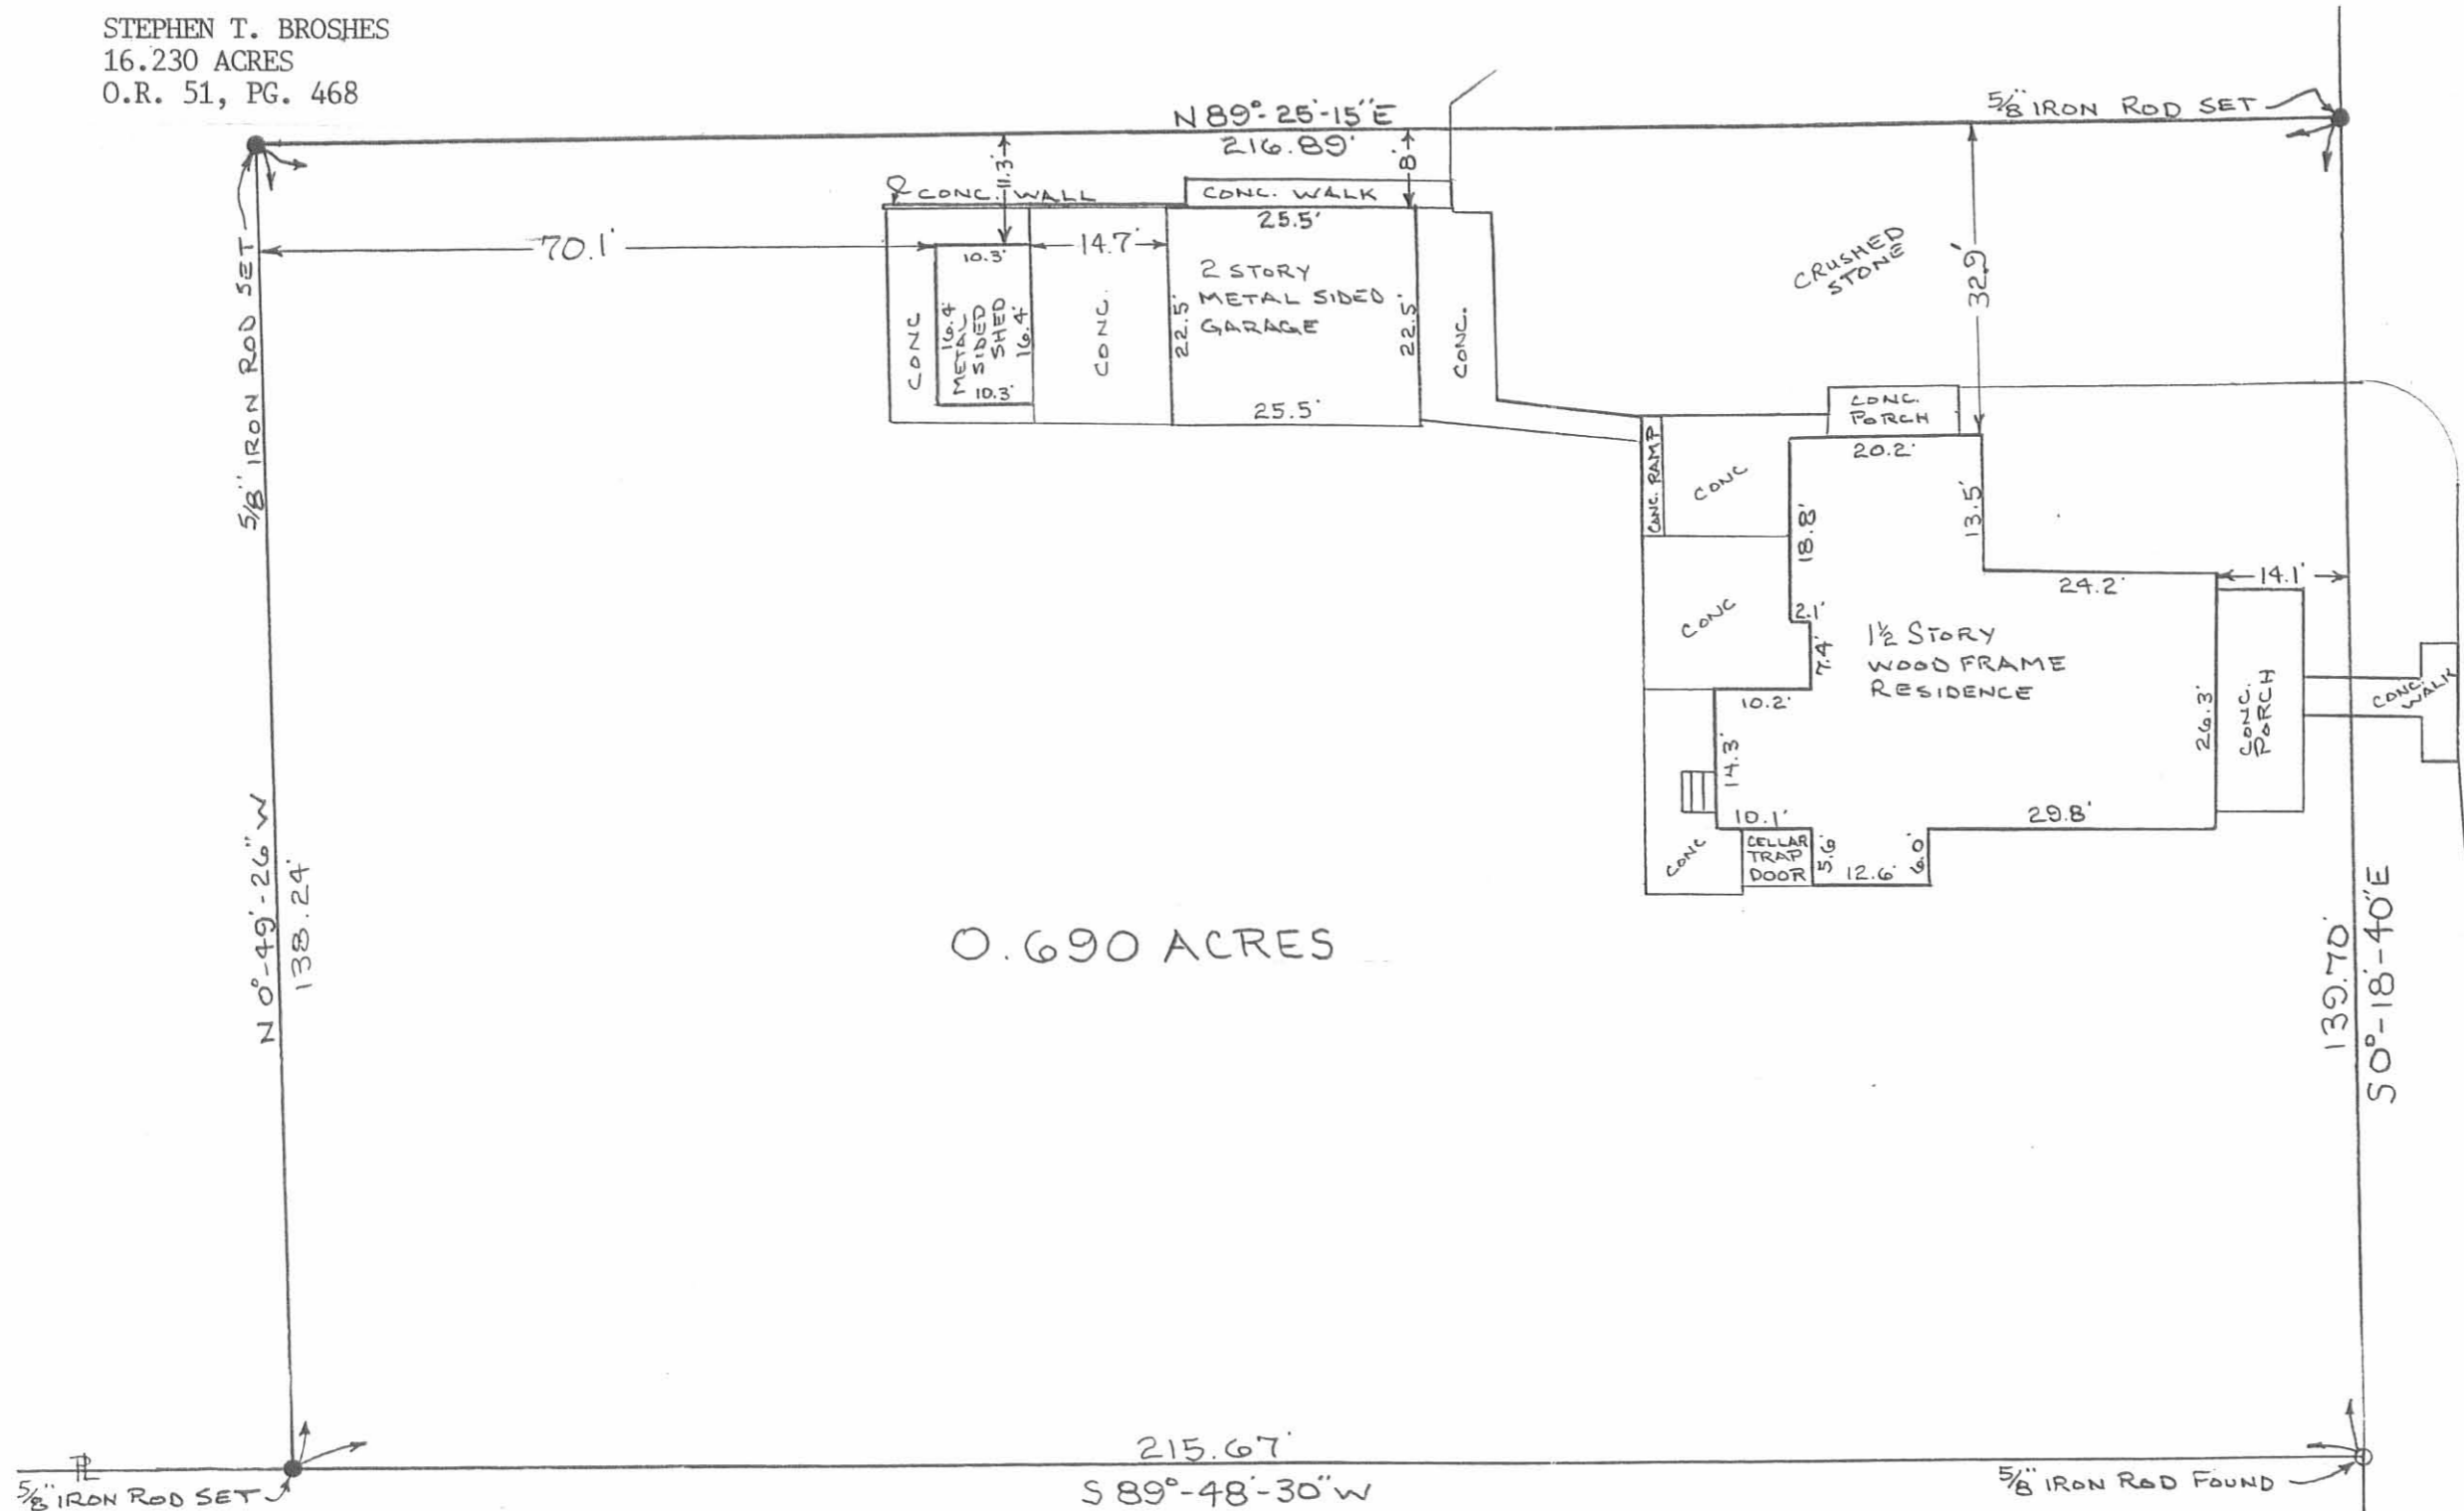 STEPHEN T. BROSHES
16.230 ACRES
O.R. 51, PG. 468
N 89°-25'-15"E
216.89'
5/8" IRON ROD SET
5/8" IRON ROD SET
11.3'
8'
CONC. WALL
CONC. WALK
70.1'
14.7'
25.5'
10.3'
CONC
16.4'
METAL
SIDED
SHED
16.4'
10.3'
CONC.
22.5'
2 STORY
METAL SIDED
GARAGE
22.5'
25.5'
CONC.
CRUSHED
STONE
32.9'
CONC.
PORCH
20.2'
CONC. RAMP
CONC
18.8'
13.5'
24.2'
14.1'
CONC
2.1'
7.4'
1½ STORY
WOOD FRAME
RESIDENCE
10.2'
14.3'
26.3'
CONC.
PORCH
CONC.
WALK
10.1'
29.8'
CONC
CELLAR
TRAP
DOOR
5.6'
12.6'
6.0'
N 0°-49'-26" W
138.24'
0.690 ACRES
139.70'
S 0°-18'-40"E
215.67'
S 89°-48'-30"W
PL
5/8" IRON ROD SET
5/8" IRON ROD FOUND